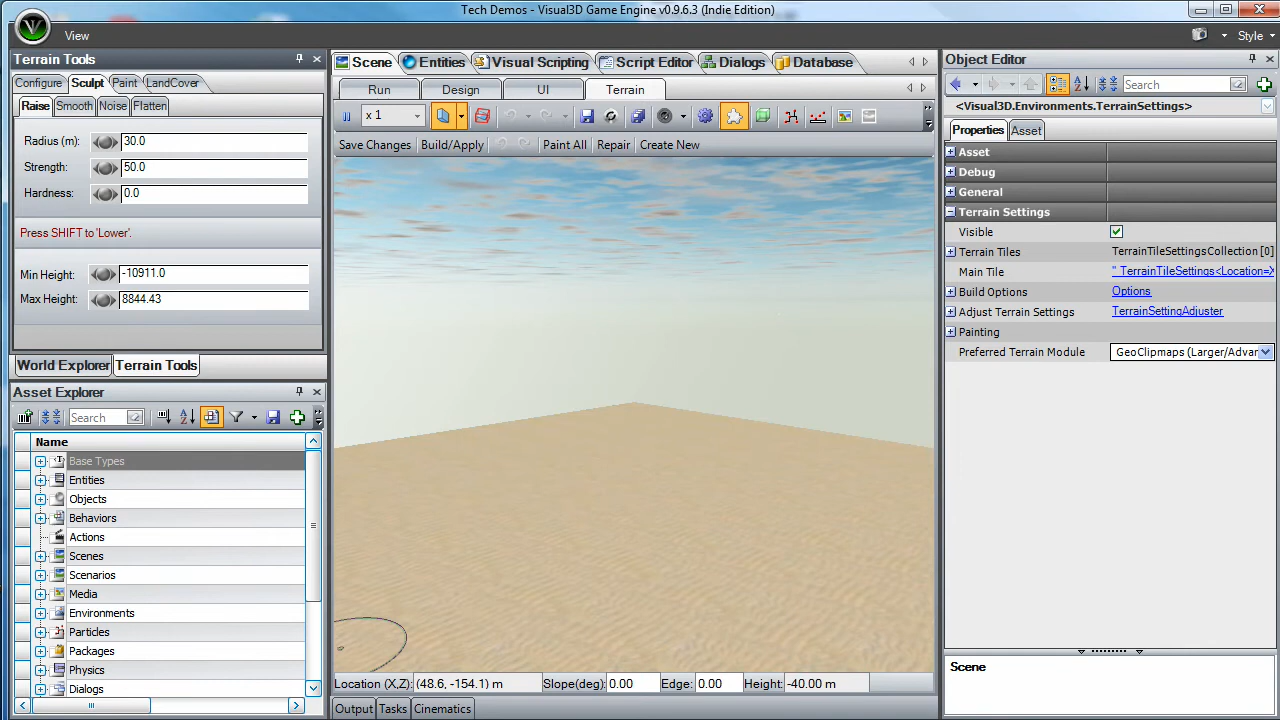 Tech Demos - Visual3D Game Engine v0.9.6.3 (Indie Edition)
View
Style
Terrain Tools
Configure Sculpt Paint LandCover
Raise Smooth Noise Flatten
Radius (m): 30.0
Strength: 50.0
Hardness: 0.0
Press SHIFT to 'Lower'.
Min Height: -10911.0
Max Height: 8844.43
World Explorer Terrain Tools
Asset Explorer
Search
Name
Base Types
Entities
Objects
Behaviors
Actions
Scenes
Scenarios
Media
Environments
Particles
Packages
Physics
Dialogs
Scene Entities Visual Scripting Script Editor Dialogs Database
Run Design UI Terrain
x 1
Save Changes Build/Apply Paint All Repair Create New
Location (X,Z): (48.6, -154.1) m Slope(deg): 0.00 Edge: 0.00 Height: -40.00 m
Output Tasks Cinematics
Object Editor
Search
<Visual3D.Environments.TerrainSettings>
Properties Asset
Asset
Debug
General
Terrain Settings
Visible
Terrain Tiles TerrainTileSettingsCollection [0]
Main Tile " TerrainTileSettings<Location=X
Build Options Options
Adjust Terrain Settings TerrainSettingAdjuster
Painting
Preferred Terrain Module GeoClipmaps (Larger/Advar
Scene